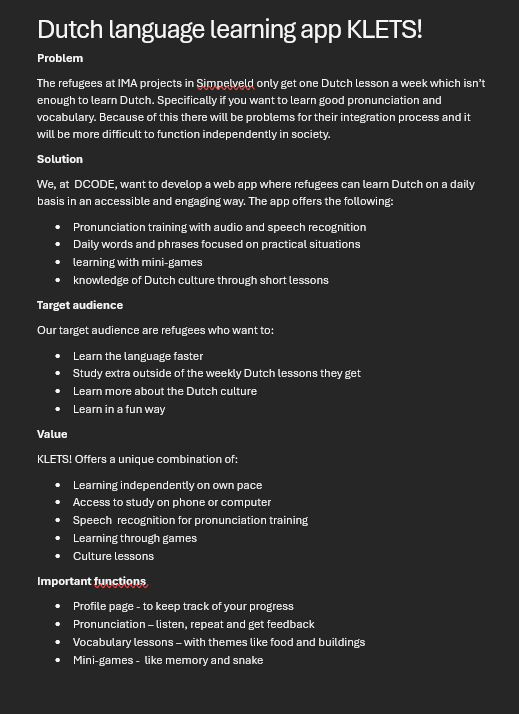 Dutch language learning app KLETS!
Problem
The refugees at IMA projects in Simpelveld only get one Dutch lesson a week which isn't
enough to learn Dutch. Specifically if you want to learn good pronunciation and
vocabulary. Because of this there will be problems for their integration process and it
will be more difficult to function independently in society.
Solution
We, at  DCODE, want to develop a web app where refugees can learn Dutch on a daily
basis in an accessible and engaging way. The app offers the following:
• Pronunciation training with audio and speech recognition
• Daily words and phrases focused on practical situations
• learning with mini-games
• knowledge of Dutch culture through short lessons
Target audience
Our target audience are refugees who want to:
• Learn the language faster
• Study extra outside of the weekly Dutch lessons they get
• Learn more about the Dutch culture
• Learn in a fun way
Value
KLETS! Offers a unique combination of:
• Learning independently on own pace
• Access to study on phone or computer
• Speech  recognition for pronunciation training
• Learning through games
• Culture lessons
Important functions
• Profile page - to keep track of your progress
• Pronunciation – listen, repeat and get feedback
• Vocabulary lessons – with themes like food and buildings
• Mini-games -  like memory and snake